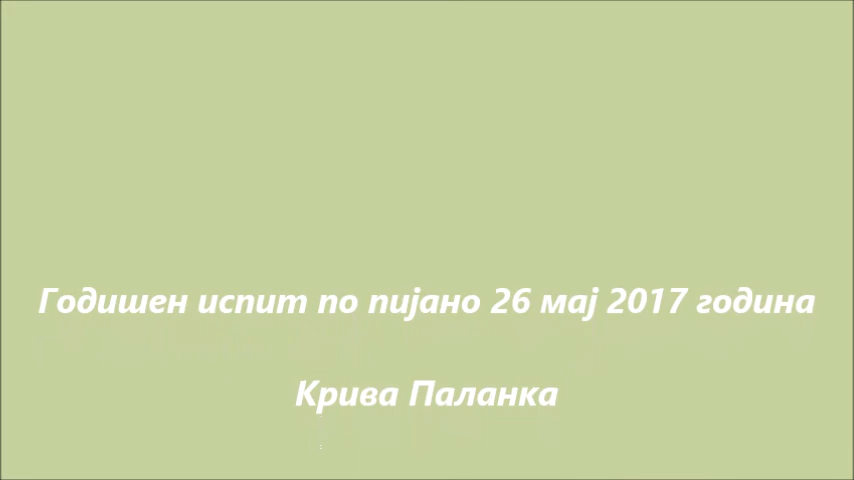 Годишен испит по пијано 26 мај 2017 година
Крива Паланка